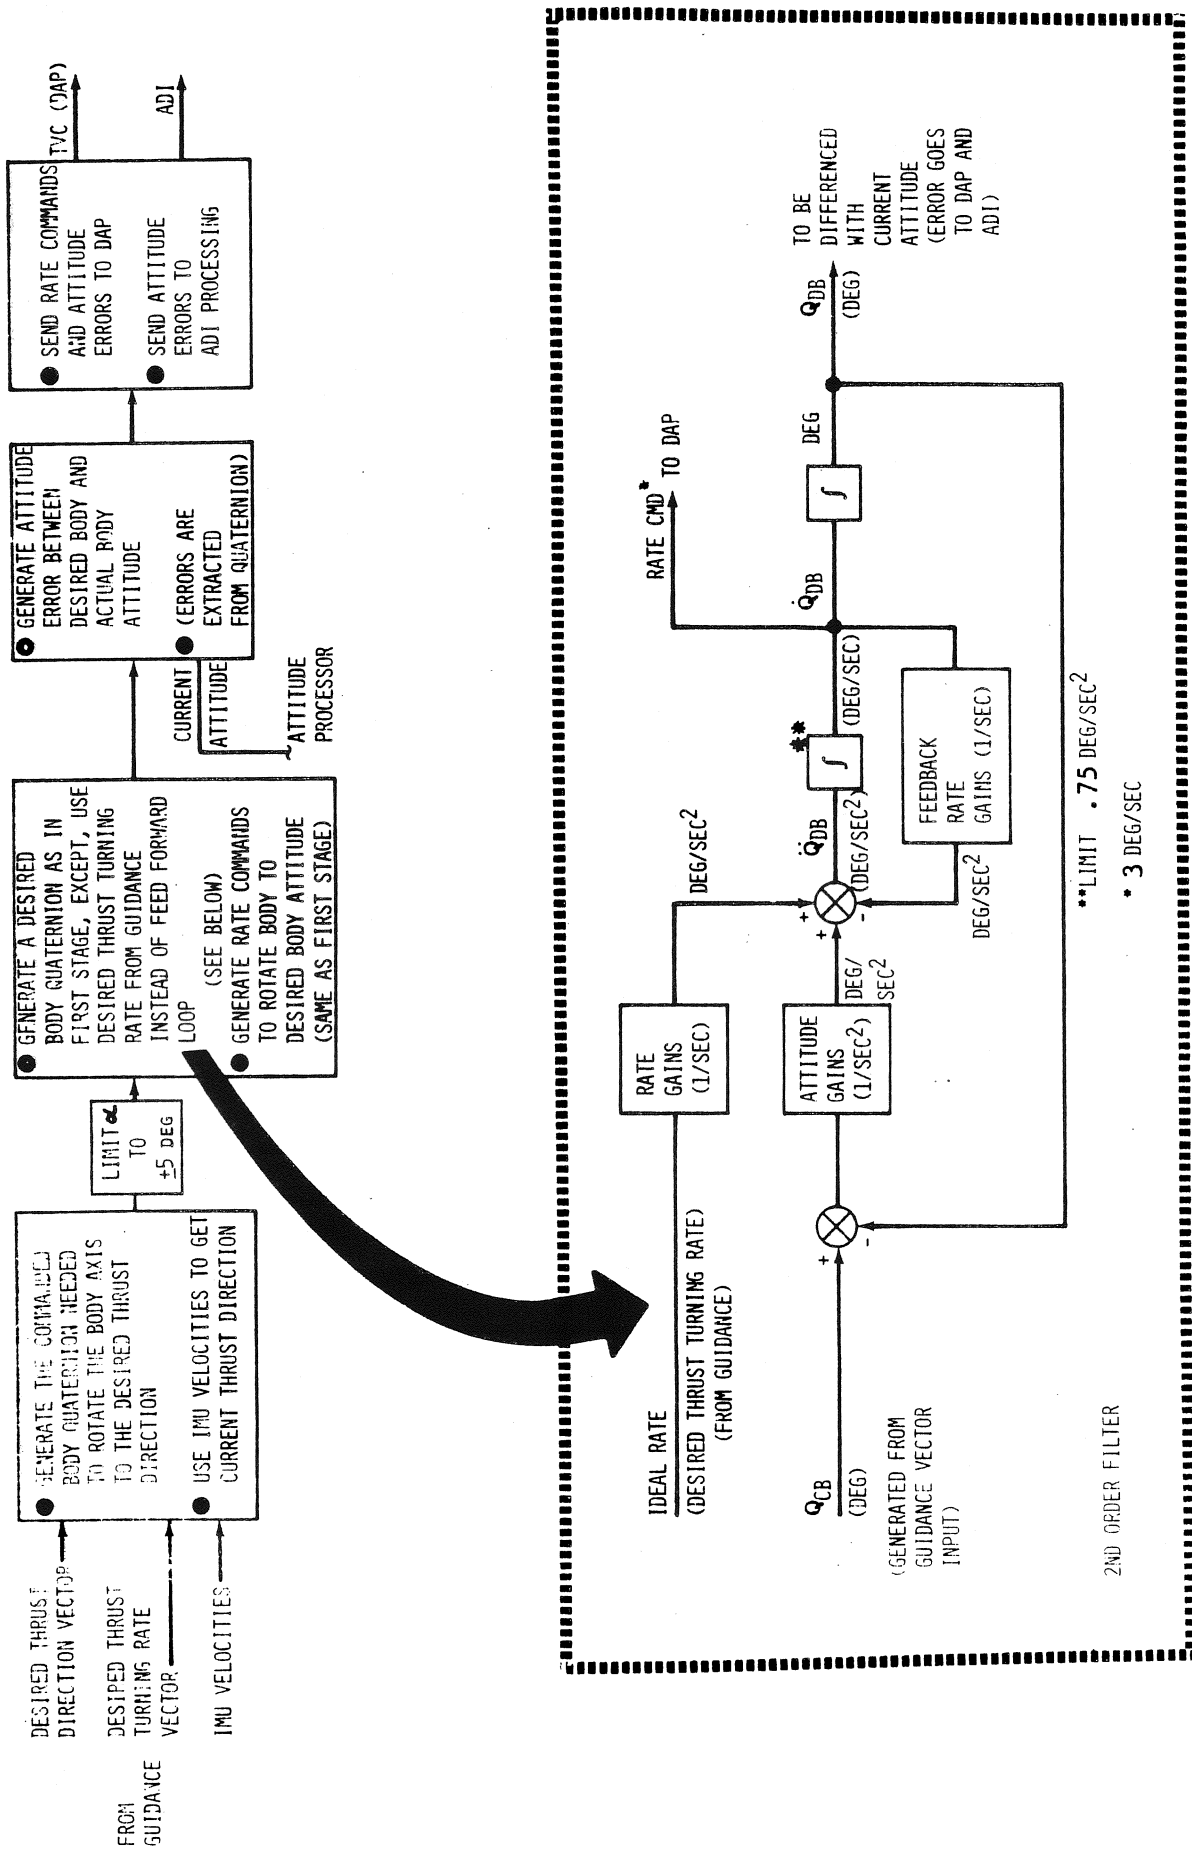 FROM
GUIDANCE
DESIRED THRUST
DIRECTION VECTOR
DESIPED THRUST
TURNING RATE
VECTOR
IMU VELOCITIES
● GENERATE THE COMMANDED
BODY QUATERNION NEEDED
TO ROTATE THE BODY AXIS
TO THE DESIRED THRUST
DIRECTION
● USE IMU VELOCITIES TO GET
CURRENT THRUST DIRECTION
LIMIT α
TO
±5 DEG
● GENERATE A DESIRED
BODY QUATERNION AS IN
FIRST STAGE, EXCEPT, USE
DESIRED THRUST TURNING
RATE FROM GUIDANCE
INSTEAD OF FEED FORWARD
LOOP
(SEE BELOW)
● GENERATE RATE COMMANDS
TO ROTATE BODY TO
DESIRED BODY ATTITUDE
(SAME AS FIRST STAGE)
● GENERATE ATTITUDE
ERROR BETWEEN
DESIRED BODY AND
ACTUAL BODY
ATTITUDE
● (ERRORS ARE
EXTRACTED
FROM QUATERNION)
CURRENT
ATTITUDE
ATTITUDE
PROCESSOR
● SEND RATE COMMANDS
AND ATTITUDE
ERRORS TO DAP
● SEND ATTITUDE
ERRORS TO
ADI PROCESSING
TVC (DAP)
ADI
IDEAL RATE
(DESIRED THRUST TURNING RATE)
(FROM GUIDANCE)
RATE
GAINS
(1/SEC)
DEG/SEC²
RATE CMD* TO DAP
Q_CB
(DEG)
(GENERATED FROM
GUIDANCE VECTOR
INPUT)
+
-
ATTITUDE
GAINS
(1/SEC²)
DEG/
SEC²
+
+
-
Q̈_DB
(DEG/SEC²)
∫
**
(DEG/SEC)
Q̇_DB
∫
DEG
Q_DB
(DEG)
TO BE
DIFFERENCED
WITH
CURRENT
ATTITUDE
(ERROR GOES
TO DAP AND
ADI)
FEEDBACK
RATE
GAINS (1/SEC)
DEG/SEC²
**LIMIT .75 DEG/SEC²
* 3 DEG/SEC
2ND ORDER FILTER